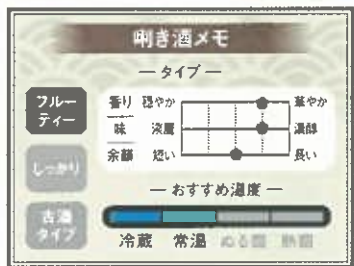 唎き酒メモ
― タイプ ―
フルーティー
しっかり
古酒タイプ
香り 穏やか 華やか
味 淡麗 濃醇
余韻 短い 長い
― おすすめ温度 ―
冷蔵 常温 ぬる燗 熱燗